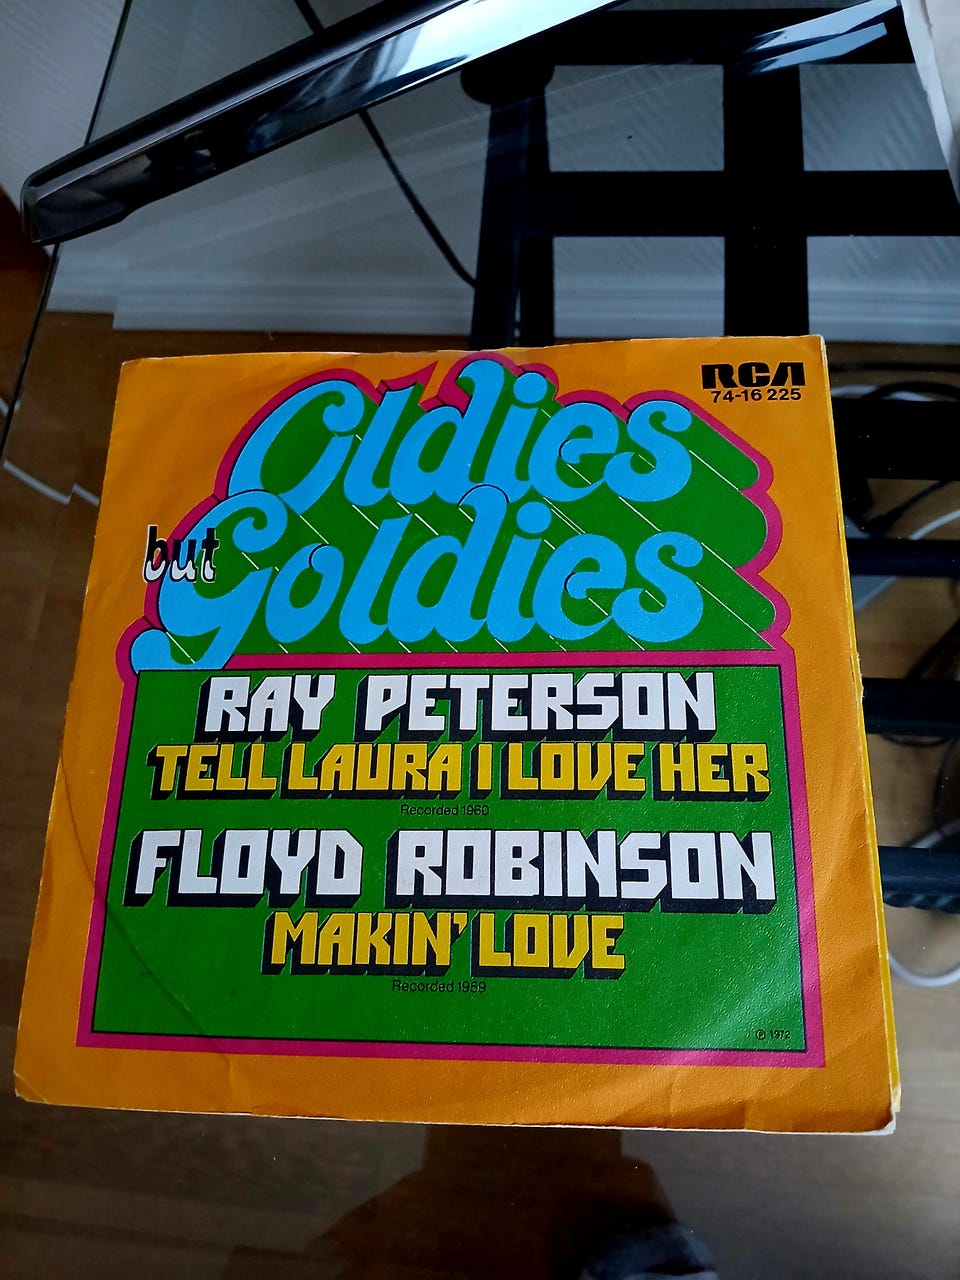 RCA
74-16 225
Oldies
but
Goldies
RAY PETERSON
TELL LAURA I LOVE HER
Recorded 1960
FLOYD ROBINSON
MAKIN' LOVE
Recorded 1959
℗ 1972